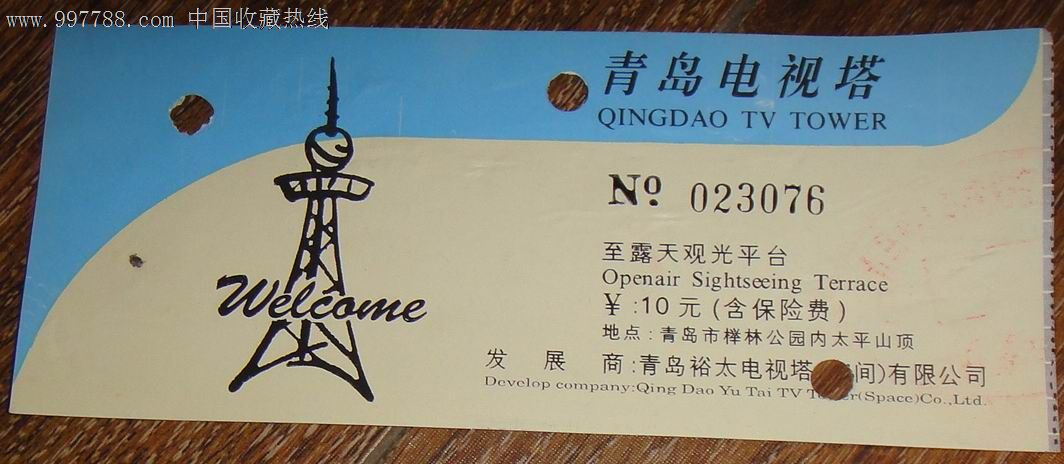 www.997788.com 中国收藏热线
青岛电视塔
QINGDAO TV TOWER
Nº 023076
至露天观光平台
Openair Sightseeing Terrace
¥:10元(含保险费)
地点:青岛市榉林公园内太平山顶
Welcome
发展商:青岛裕太电视塔 间)有限公司
Develop company:Qing Dao Yu Tai TV Tower(Space)Co.,Ltd.